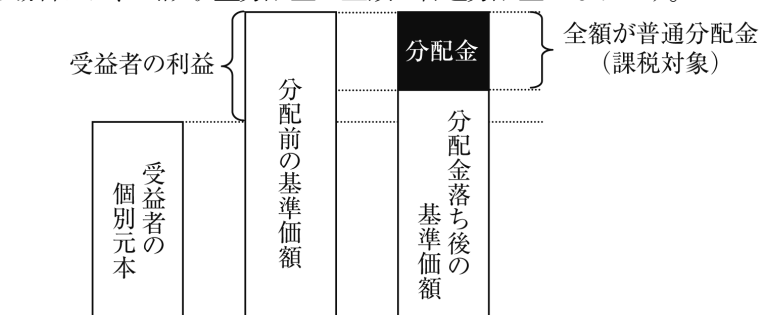 受益者の利益
分配金
全額が普通分配金
（課税対象）
分配前の基準価額
分配金落ち後の
基準価額
受益者の
個別元本